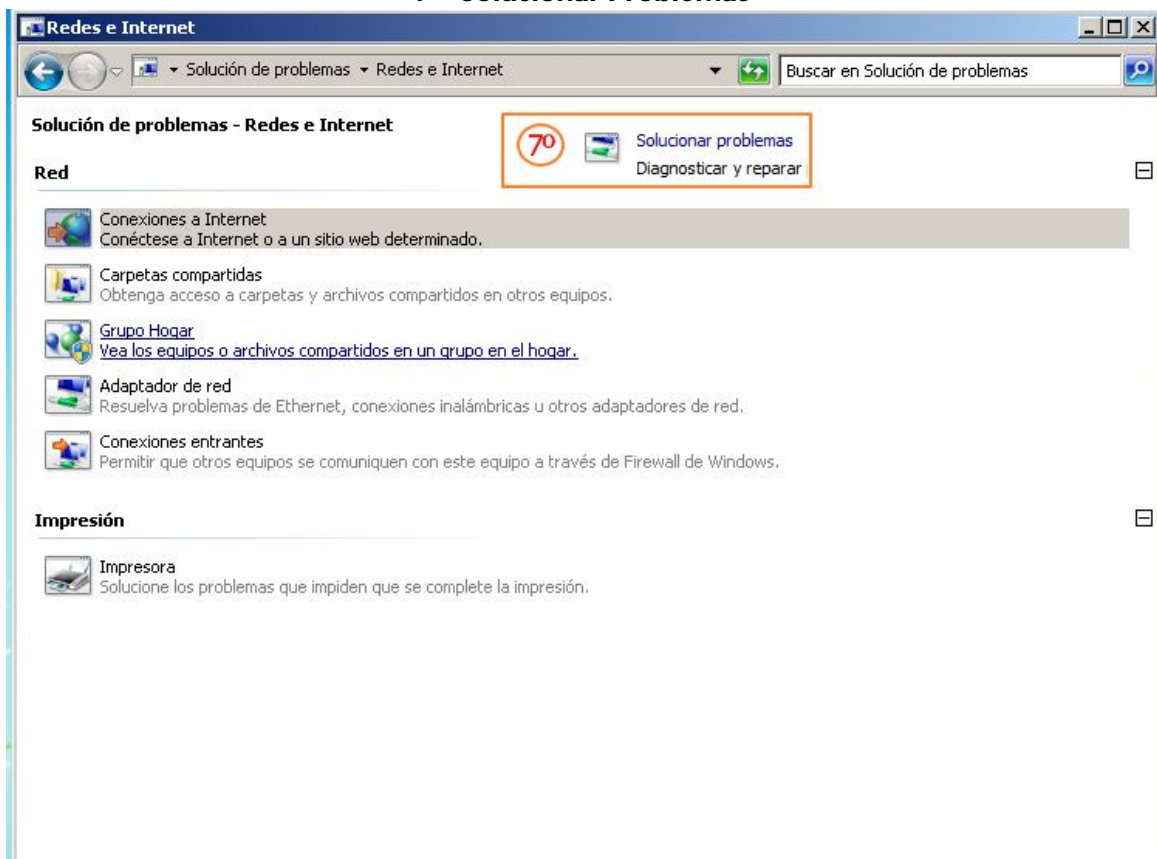 Solucionar Problemas
Redes e Internet
Solución de problemas Redes e Internet
Buscar en Solución de problemas
Solución de problemas - Redes e Internet
7º
Solucionar problemas
Diagnosticar y reparar
Red
Conexiones a Internet
Conéctese a Internet o a un sitio web determinado.
Carpetas compartidas
Obtenga acceso a carpetas y archivos compartidos en otros equipos.
Grupo Hogar
Vea los equipos o archivos compartidos en un grupo en el hogar.
Adaptador de red
Resuelva problemas de Ethernet, conexiones inalámbricas u otros adaptadores de red.
Conexiones entrantes
Permitir que otros equipos se comuniquen con este equipo a través de Firewall de Windows.
Impresión
Impresora
Solucione los problemas que impiden que se complete la impresión.